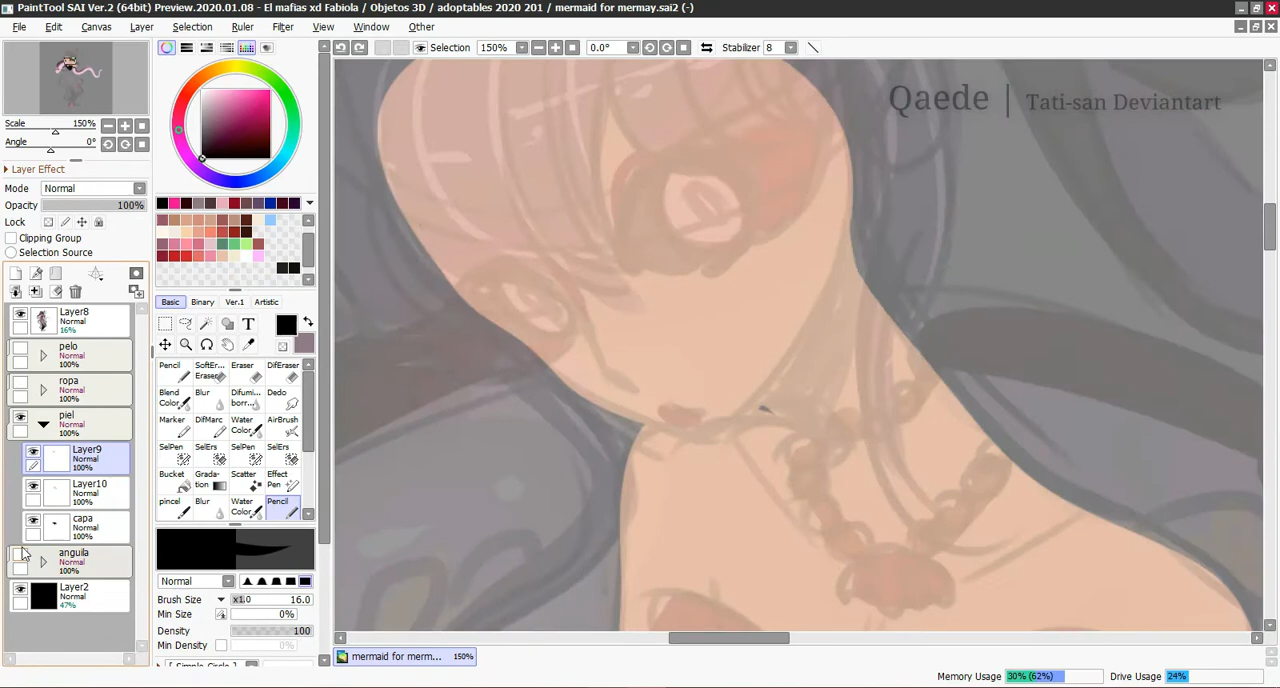 PaintTool SAI Ver.2 (64bit) Preview.2020.01.08 - El mafias xd Fabiola / Objetos 3D / adoptables 2020 201 / mermaid for mermay.sai2 (-)
File Edit Canvas Layer Selection Ruler Filter View Window Other
Selection 150% 0.0° Stabilizer 8
Qaede | Tati-san Deviantart
Scale 150%
Angle 0°
Layer Effect
Mode Normal
Opacity 100%
Lock
Clipping Group
Selection Source
Layer8
Normal
16%
pelo
Normal
100%
ropa
Normal
100%
piel
Normal
100%
Layer9
Normal
100%
Layer10
Normal
100%
capa
Normal
100%
anguila
Normal
100%
Layer2
Normal
47%
Basic Binary Ver.1 Artistic
T
Pencil SoftEr... Eraser Eraser DifEraser
Blend Color... Blur Difumi... borr... Dedo
Marker DifMarc Water Color... AirBrush
SelPen SelErs SelPen SelErs
Bucket Grada- tion Scatter Effect Pen
pincel Blur Water Color... Pencil
Normal
Brush Size x1.0 16.0
Min Size 0%
Density 100
Min Density 0%
[ Simple Circle ]
mermaid for merm... 150%
Memory Usage 30% (62%) Drive Usage 24%